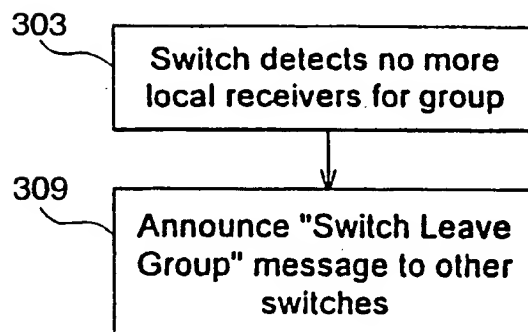 303
Switch detects no more
local receivers for group
309
Announce "Switch Leave
Group" message to other
switches